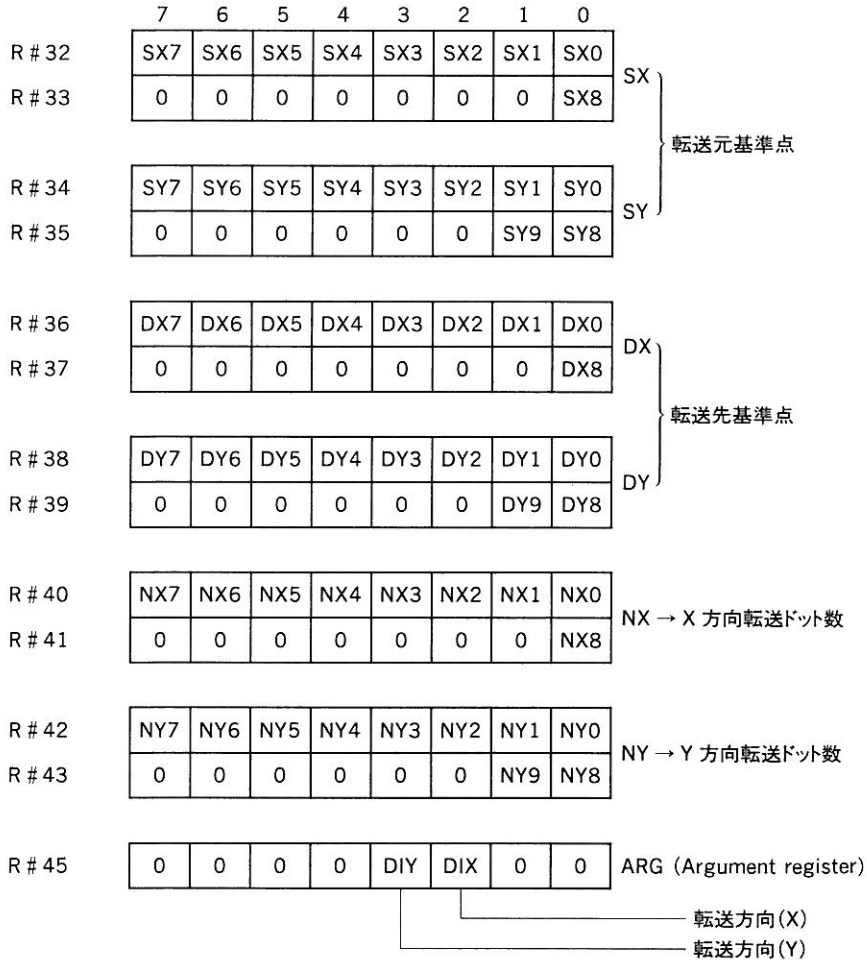 7 6 5 4 3 2 1 0
R#32 SX7 SX6 SX5 SX4 SX3 SX2 SX1 SX0
SX
R#33 0 0 0 0 0 0 0 SX8
転送元基準点
R#34 SY7 SY6 SY5 SY4 SY3 SY2 SY1 SY0
SY
R#35 0 0 0 0 0 0 SY9 SY8
R#36 DX7 DX6 DX5 DX4 DX3 DX2 DX1 DX0
DX
R#37 0 0 0 0 0 0 0 DX8
転送先基準点
R#38 DY7 DY6 DY5 DY4 DY3 DY2 DY1 DY0
DY
R#39 0 0 0 0 0 0 DY9 DY8
R#40 NX7 NX6 NX5 NX4 NX3 NX2 NX1 NX0
NX → X 方向転送ドット数
R#41 0 0 0 0 0 0 0 NX8
R#42 NY7 NY6 NY5 NY4 NY3 NY2 NY1 NY0
NY → Y 方向転送ドット数
R#43 0 0 0 0 0 0 NY9 NY8
R#45 0 0 0 0 DIY DIX 0 0 ARG (Argument register)
転送方向(X)
転送方向(Y)